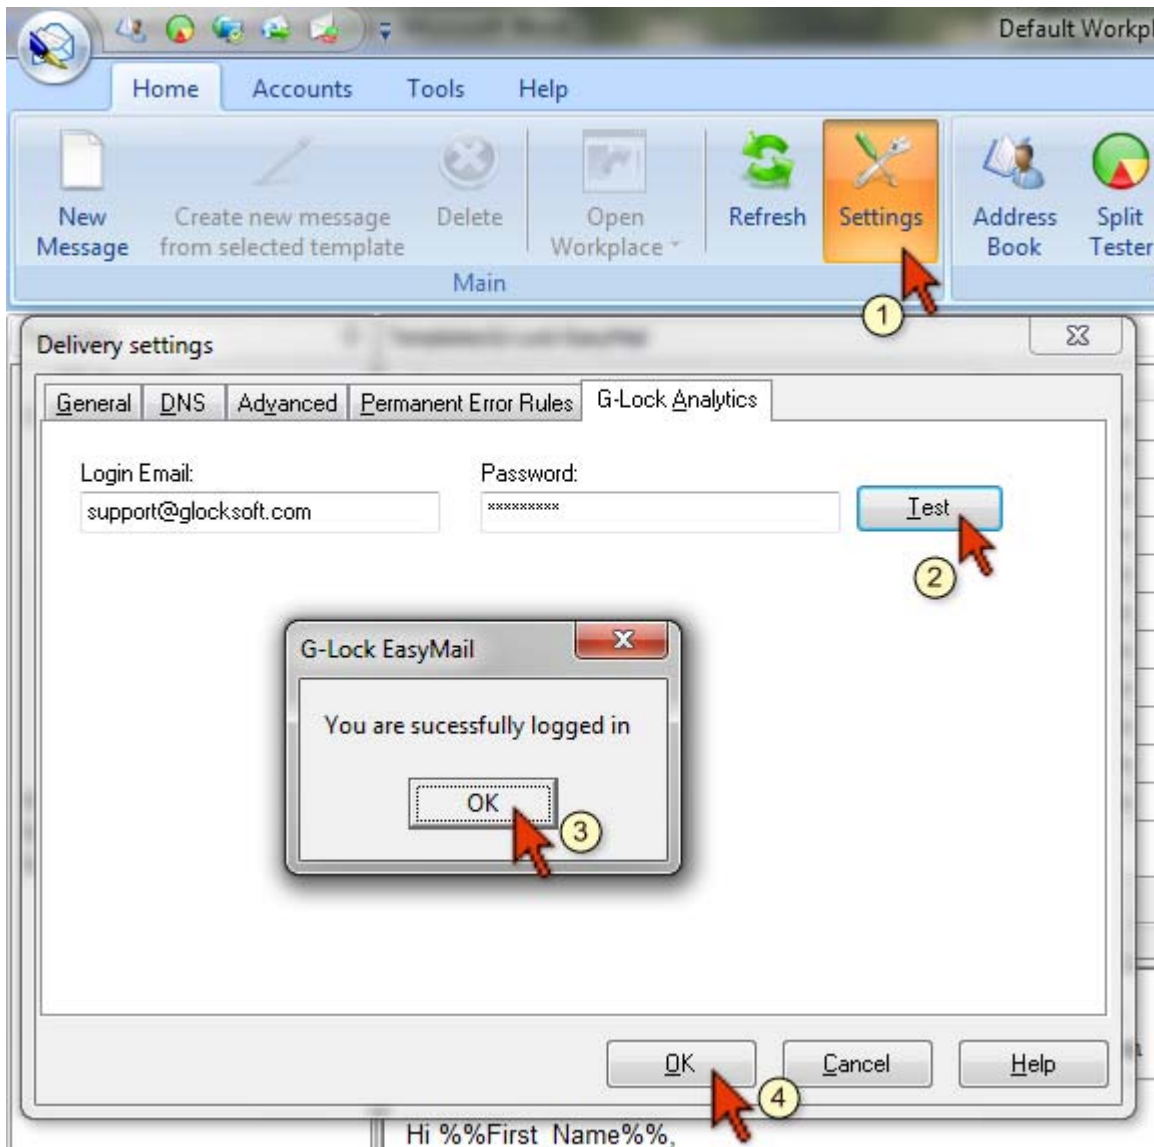 Default Workpl
Home Accounts Tools Help
New Message
Create new message from selected template
Delete
Open Workplace
Refresh
Settings
Address Book
Split Tester
Main
1
Delivery settings
General DNS Advanced Permanent Error Rules G-Lock Analytics
Login Email: Password:
support@glocksoft.com ********* Test
2
G-Lock EasyMail
You are sucessfully logged in
OK
3
OK Cancel Help
4
Hi %%First_Name%%,